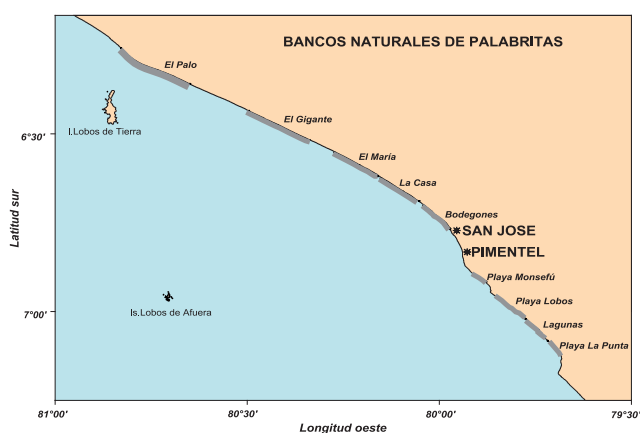 BANCOS NATURALES DE PALABRITAS
El Palo
El Gigante
I.Lobos de Tierra
6°30'
El María
La Casa
Bodegones
SAN JOSE
PIMENTEL
Playa Monsefú
Playa Lobos
Is.Lobos de Afuera
7°00'
Lagunas
Playa La Punta
Latitud sur
81°00'
80°30'
80°00'
79°30'
Longitud oeste